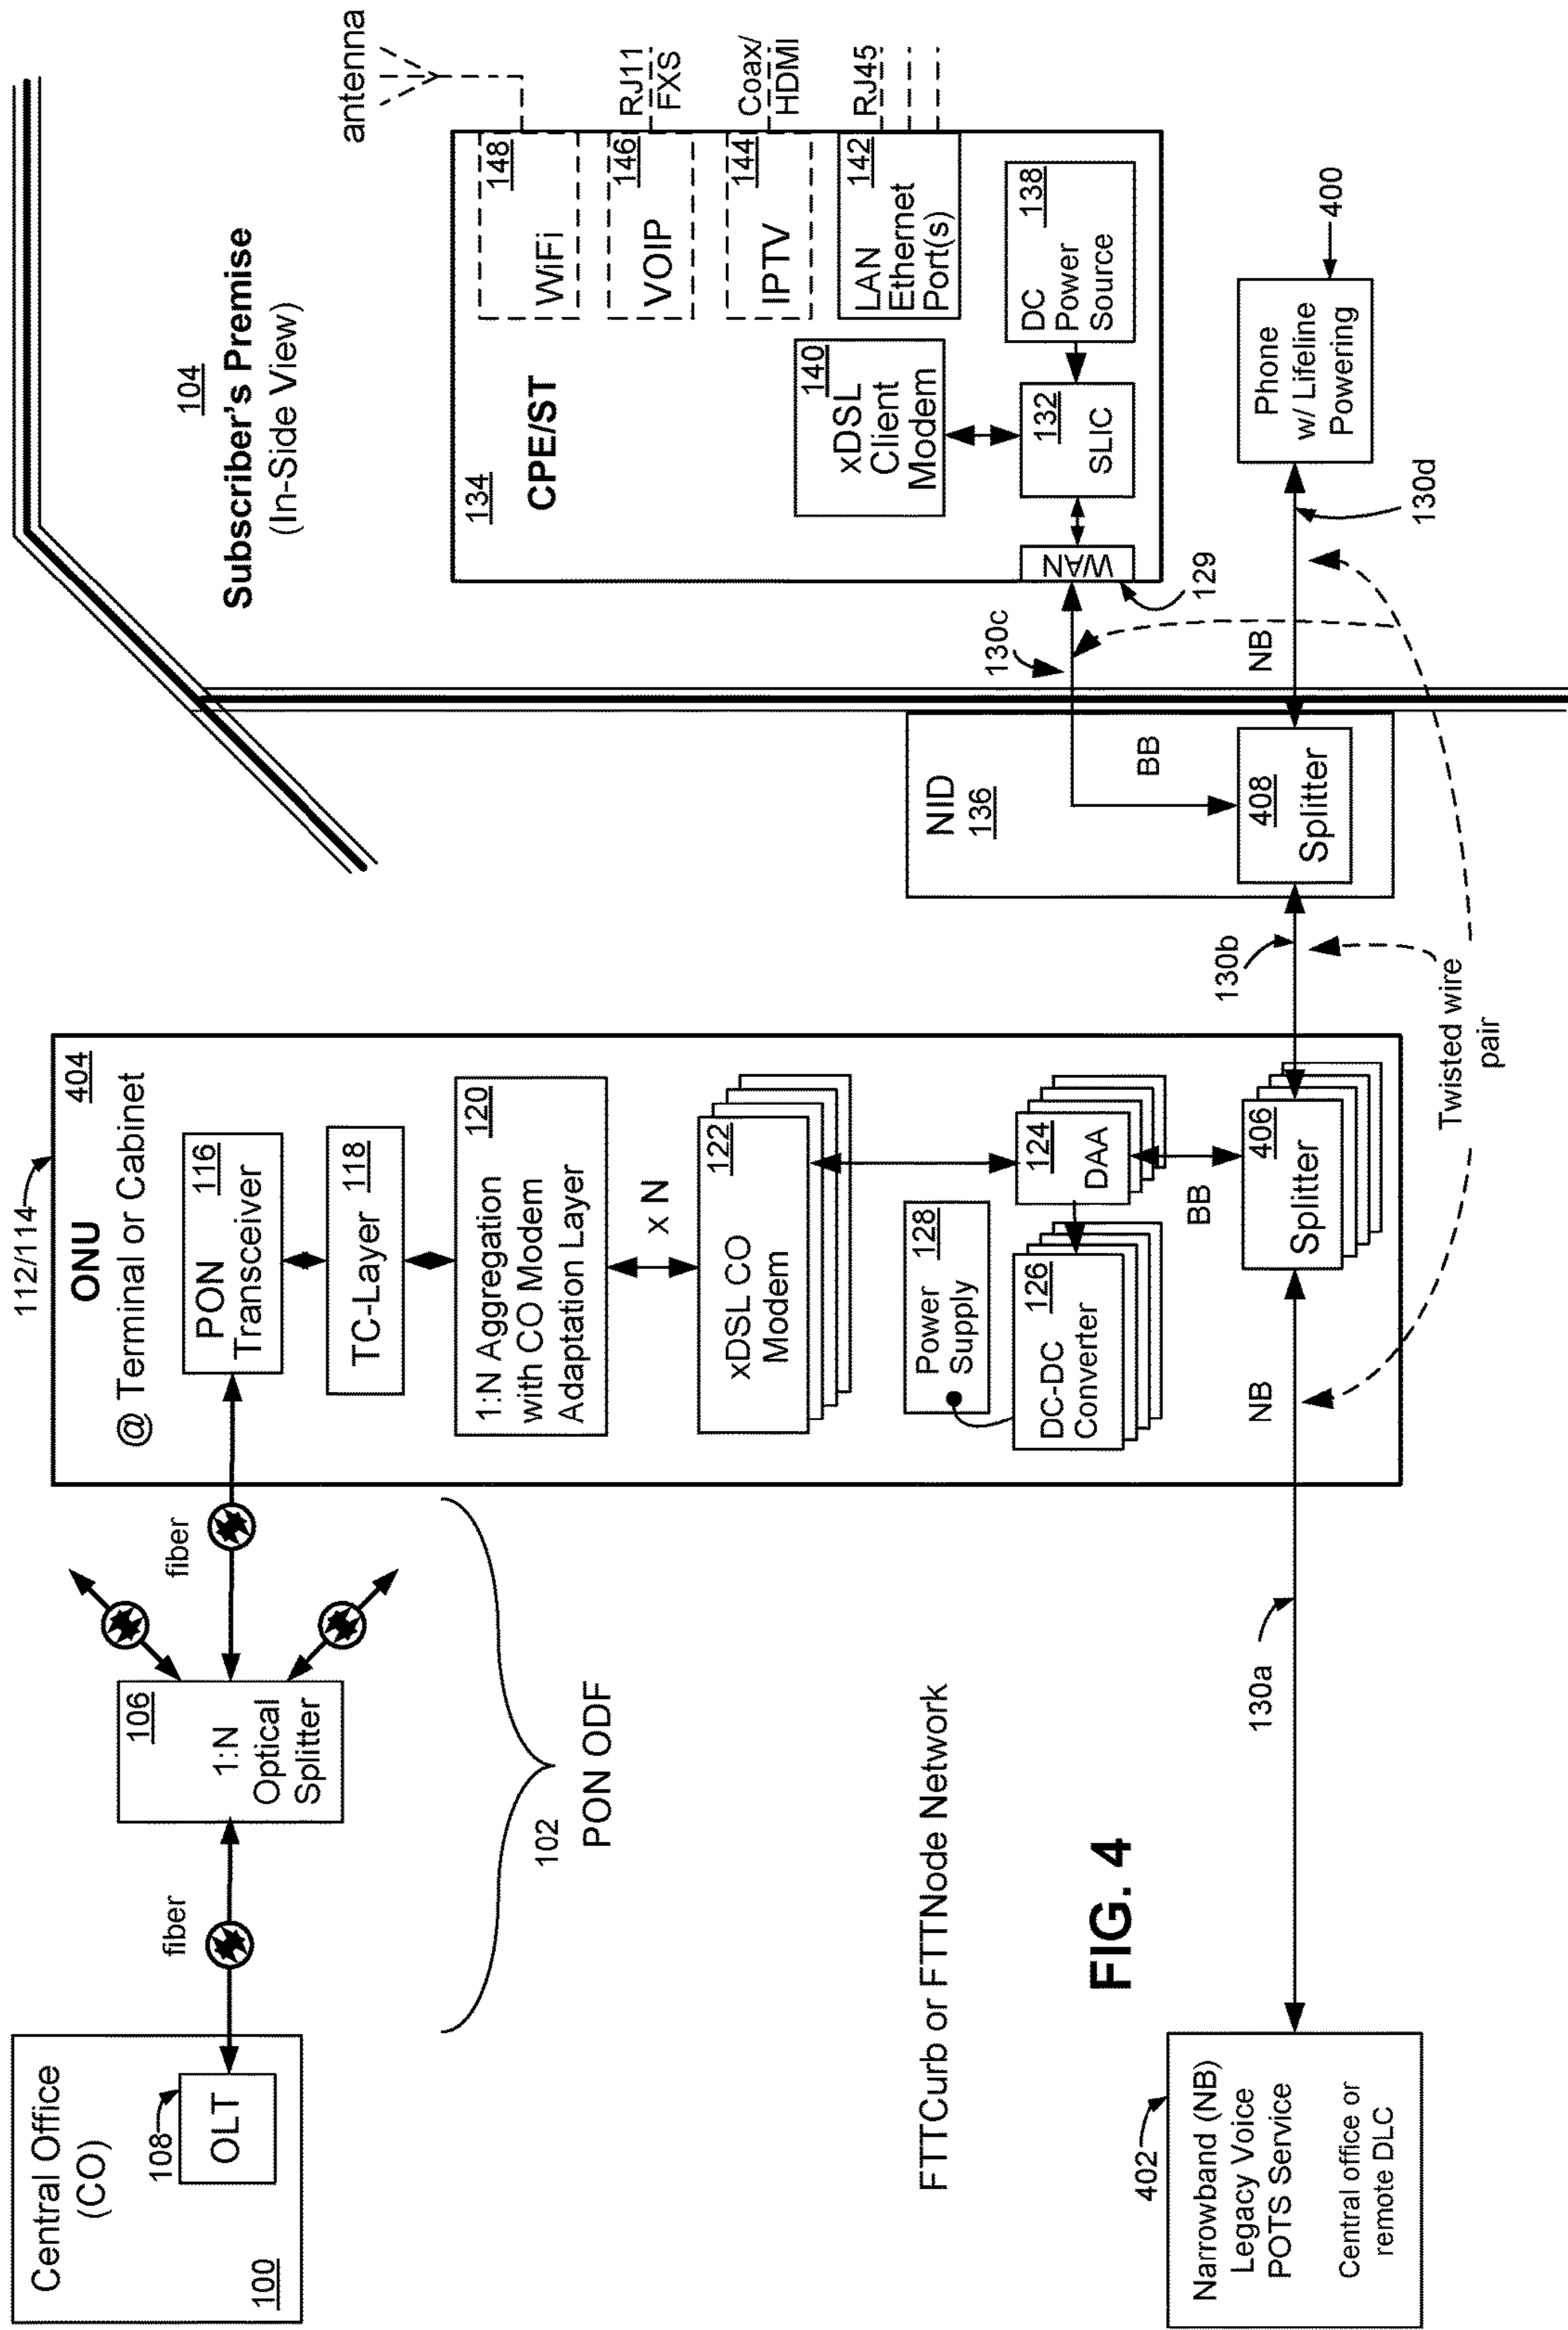 Central Office
(CO)
108
OLT
100
fiber
106
1:N
Optical
Splitter
fiber
102
PON ODF
112/114
ONU
404
@ Terminal or Cabinet
PON
116
Transceiver
TC-Layer
118
120
1:N Aggregation
with CO Modem
Adaptation Layer
x N
122
xDSL CO
Modem
128
Power
Supply
124
DAA
126
DC-DC
Converter
BB
406
Splitter
NB
104
Subscriber's Premise
(In-Side View)
antenna
134
CPE/ST
148
WiFi
146
VOIP
RJ11
FXS
144
IPTV
Coax/
HDMI
142
LAN
Ethernet
Port(s)
RJ45
140
xDSL
Client
Modem
138
DC
Power
Source
132
SLIC
WAN
129
130c
NID
136
BB
408
Splitter
NB
130d
Phone
w/ Lifeline
Powering
400
130b
Twisted wire
pair
FTTCurb or FTTNode Network
130a
402
Narrowband (NB)
Legacy Voice
POTS Service
Central office or
remote DLC
FIG. 4